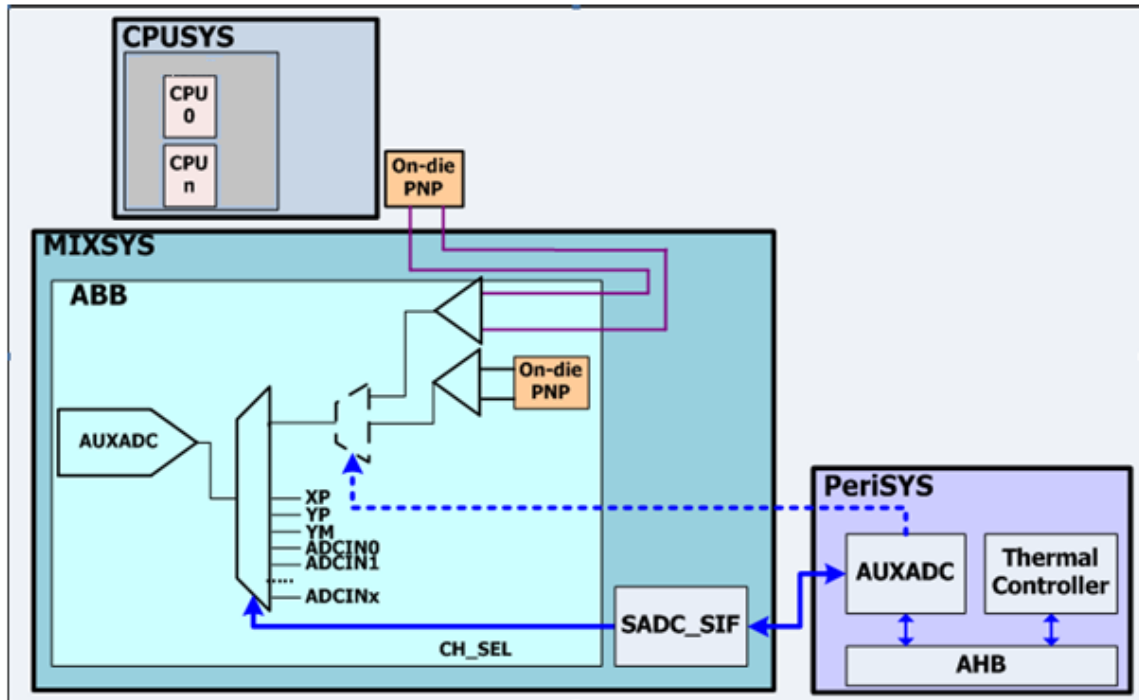 CPUSYS
CPU
0
CPU
n
On-die
PNP
MIXSYS
ABB
On-die
PNP
AUXADC
XP
YP
YM
ADCIN0
ADCIN1
......
ADCINx
CH_SEL
SADC_SIF
PeriSYS
AUXADC
Thermal
Controller
AHB